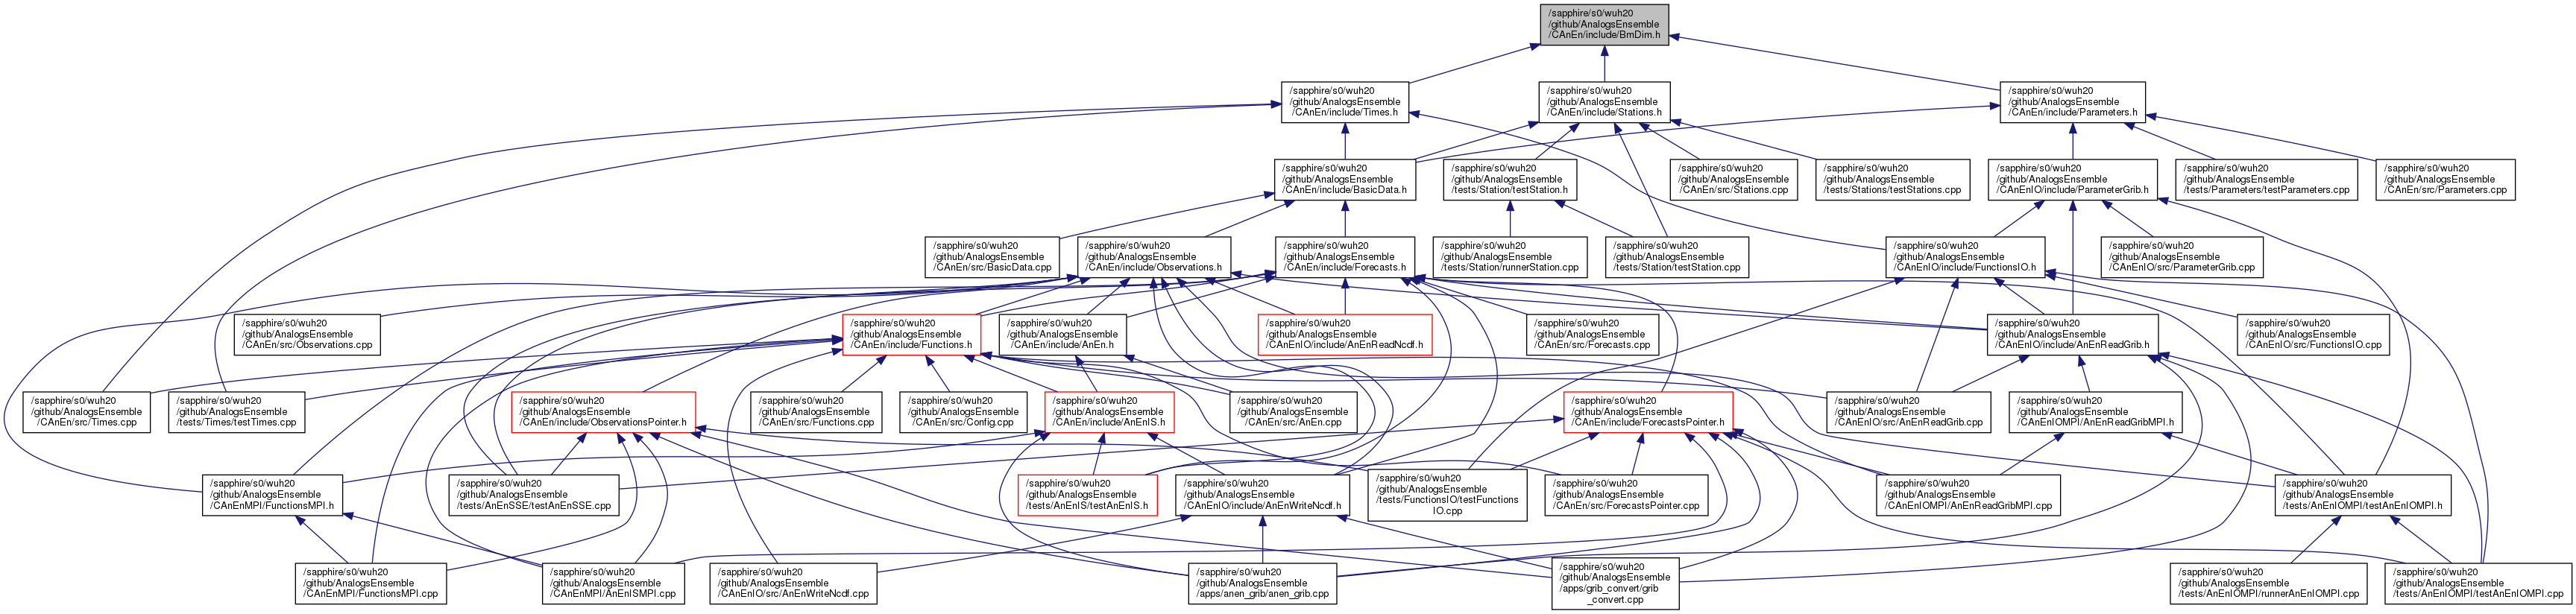 /sapphire/s0/wuh20
/github/AnalogsEnsemble
/CAnEn/include/BmDim.h
/sapphire/s0/wuh20
/github/AnalogsEnsemble
/CAnEn/include/Times.h
/sapphire/s0/wuh20
/github/AnalogsEnsemble
/CAnEn/include/Stations.h
/sapphire/s0/wuh20
/github/AnalogsEnsemble
/CAnEn/include/Parameters.h
/sapphire/s0/wuh20
/github/AnalogsEnsemble
/CAnEn/include/BasicData.h
/sapphire/s0/wuh20
/github/AnalogsEnsemble
/tests/Station/testStation.h
/sapphire/s0/wuh20
/github/AnalogsEnsemble
/CAnEn/src/Stations.cpp
/sapphire/s0/wuh20
/github/AnalogsEnsemble
/tests/Stations/testStations.cpp
/sapphire/s0/wuh20
/github/AnalogsEnsemble
/CAnEnIO/include/ParameterGrib.h
/sapphire/s0/wuh20
/github/AnalogsEnsemble
/tests/Parameters/testParameters.cpp
/sapphire/s0/wuh20
/github/AnalogsEnsemble
/CAnEn/src/Parameters.cpp
/sapphire/s0/wuh20
/github/AnalogsEnsemble
/CAnEn/src/BasicData.cpp
/sapphire/s0/wuh20
/github/AnalogsEnsemble
/CAnEn/include/Observations.h
/sapphire/s0/wuh20
/github/AnalogsEnsemble
/CAnEn/include/Forecasts.h
/sapphire/s0/wuh20
/github/AnalogsEnsemble
/tests/Station/runnerStation.cpp
/sapphire/s0/wuh20
/github/AnalogsEnsemble
/tests/Station/testStation.cpp
/sapphire/s0/wuh20
/github/AnalogsEnsemble
/CAnEnIO/include/FunctionsIO.h
/sapphire/s0/wuh20
/github/AnalogsEnsemble
/CAnEnIO/src/ParameterGrib.cpp
/sapphire/s0/wuh20
/github/AnalogsEnsemble
/CAnEn/src/Observations.cpp
/sapphire/s0/wuh20
/github/AnalogsEnsemble
/CAnEn/include/Functions.h
/sapphire/s0/wuh20
/github/AnalogsEnsemble
/CAnEn/include/AnEn.h
/sapphire/s0/wuh20
/github/AnalogsEnsemble
/CAnEnIO/include/AnEnReadNcdf.h
/sapphire/s0/wuh20
/github/AnalogsEnsemble
/CAnEn/src/Forecasts.cpp
/sapphire/s0/wuh20
/github/AnalogsEnsemble
/CAnEnIO/include/AnEnReadGrib.h
/sapphire/s0/wuh20
/github/AnalogsEnsemble
/CAnEnIO/src/FunctionsIO.cpp
/sapphire/s0/wuh20
/github/AnalogsEnsemble
/CAnEn/src/Times.cpp
/sapphire/s0/wuh20
/github/AnalogsEnsemble
/tests/Times/testTimes.cpp
/sapphire/s0/wuh20
/github/AnalogsEnsemble
/CAnEn/include/ObservationsPointer.h
/sapphire/s0/wuh20
/github/AnalogsEnsemble
/CAnEn/src/Functions.cpp
/sapphire/s0/wuh20
/github/AnalogsEnsemble
/CAnEn/src/Config.cpp
/sapphire/s0/wuh20
/github/AnalogsEnsemble
/CAnEn/include/AnEnIS.h
/sapphire/s0/wuh20
/github/AnalogsEnsemble
/CAnEn/src/AnEn.cpp
/sapphire/s0/wuh20
/github/AnalogsEnsemble
/CAnEn/include/ForecastsPointer.h
/sapphire/s0/wuh20
/github/AnalogsEnsemble
/CAnEnIO/src/AnEnReadGrib.cpp
/sapphire/s0/wuh20
/github/AnalogsEnsemble
/CAnEnIOMPI/AnEnReadGribMPI.h
/sapphire/s0/wuh20
/github/AnalogsEnsemble
/CAnEnMPI/FunctionsMPI.h
/sapphire/s0/wuh20
/github/AnalogsEnsemble
/tests/AnEnSSE/testAnEnSSE.cpp
/sapphire/s0/wuh20
/github/AnalogsEnsemble
/tests/AnEnIS/testAnEnIS.h
/sapphire/s0/wuh20
/github/AnalogsEnsemble
/CAnEnIO/include/AnEnWriteNcdf.h
/sapphire/s0/wuh20
/github/AnalogsEnsemble
/tests/FunctionsIO/testFunctions
IO.cpp
/sapphire/s0/wuh20
/github/AnalogsEnsemble
/CAnEn/src/ForecastsPointer.cpp
/sapphire/s0/wuh20
/github/AnalogsEnsemble
/CAnEnIOMPI/AnEnReadGribMPI.cpp
/sapphire/s0/wuh20
/github/AnalogsEnsemble
/tests/AnEnIOMPI/testAnEnIOMPI.h
/sapphire/s0/wuh20
/github/AnalogsEnsemble
/CAnEnMPI/FunctionsMPI.cpp
/sapphire/s0/wuh20
/github/AnalogsEnsemble
/CAnEnMPI/AnEnISMPI.cpp
/sapphire/s0/wuh20
/github/AnalogsEnsemble
/CAnEnIO/src/AnEnWriteNcdf.cpp
/sapphire/s0/wuh20
/github/AnalogsEnsemble
/apps/anen_grib/anen_grib.cpp
/sapphire/s0/wuh20
/github/AnalogsEnsemble
/apps/grib_convert/grib
_convert.cpp
/sapphire/s0/wuh20
/github/AnalogsEnsemble
/tests/AnEnIOMPI/runnerAnEnIOMPI.cpp
/sapphire/s0/wuh20
/github/AnalogsEnsemble
/tests/AnEnIOMPI/testAnEnIOMPI.cpp